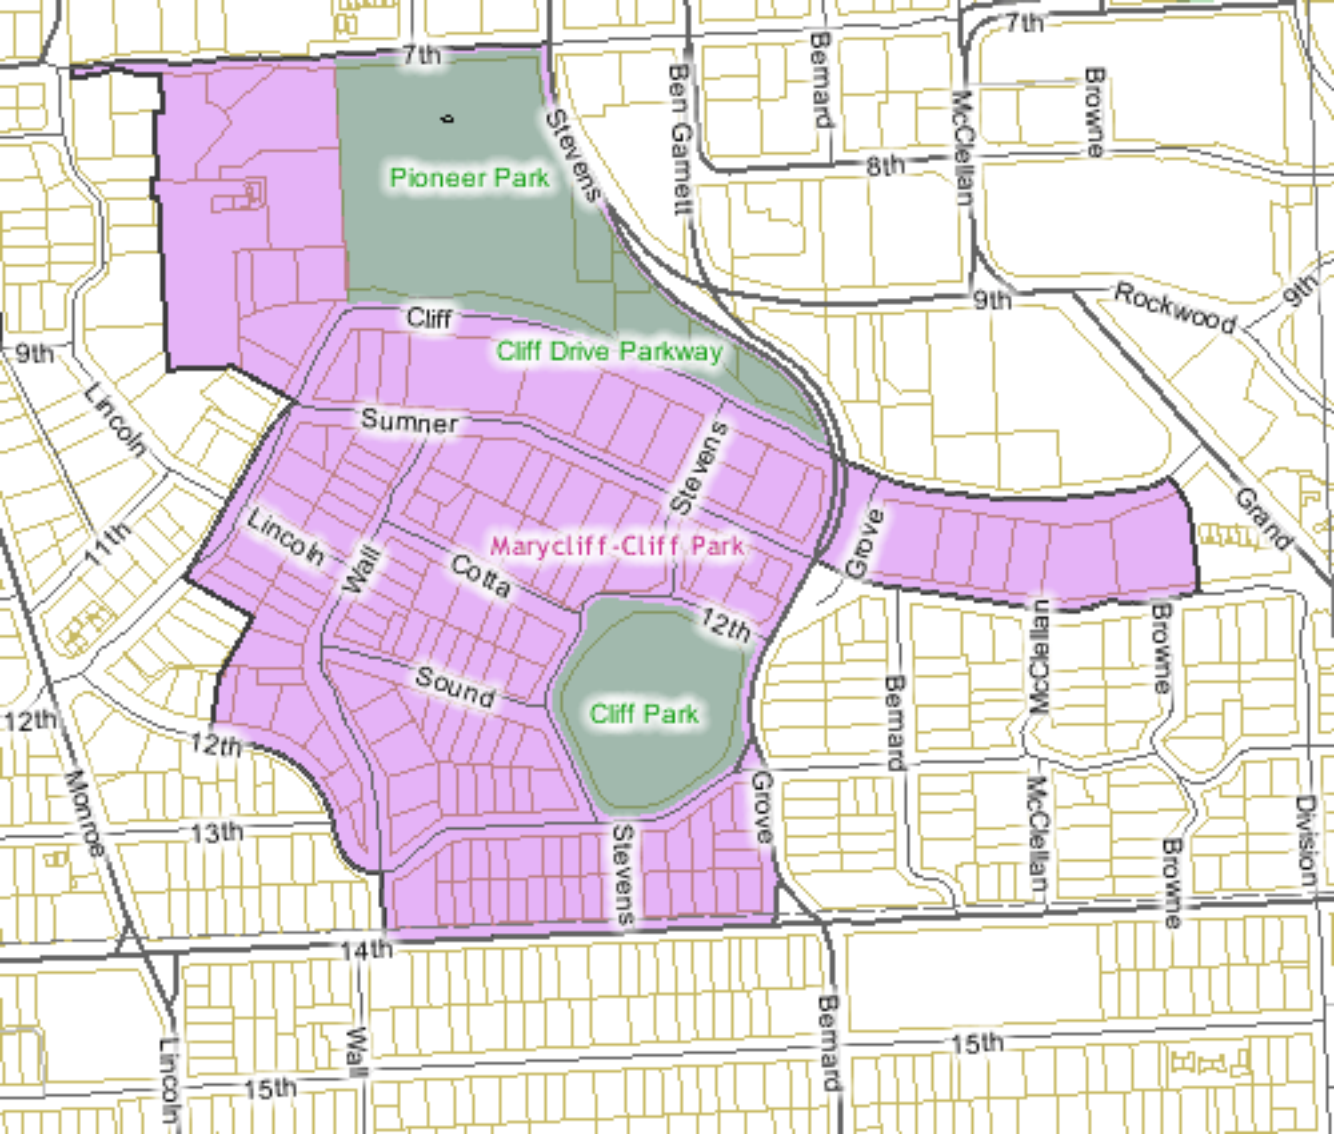 7th
7th
Bernard
Ben Garnett
McClellan
Browne
Stevens
8th
Pioneer Park
9th
Rockwood
9th
Cliff
Cliff Drive Parkway
9th
Lincoln
Sumner
Stevens
Grand
Lincoln
11th
Marycliff-Cliff Park
Grove
Wall
Cotta
12th
McClellan
Browne
Sound
Bernard
Cliff Park
12th
12th
Monroe
Grove
McClellan
Division
13th
Stevens
Browne
14th
Bernard
Lincoln
Wall
15th
15th